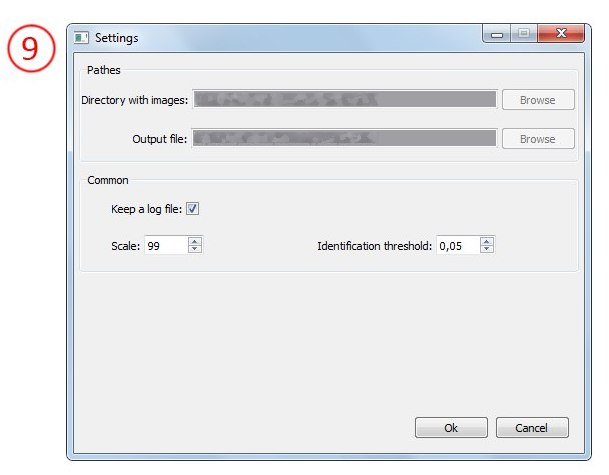 9
Settings
Pathes
Directory with images:
Browse
Output file:
Browse
Common
Keep a log file:
Scale: 99
Identification threshold: 0,05
Ok
Cancel